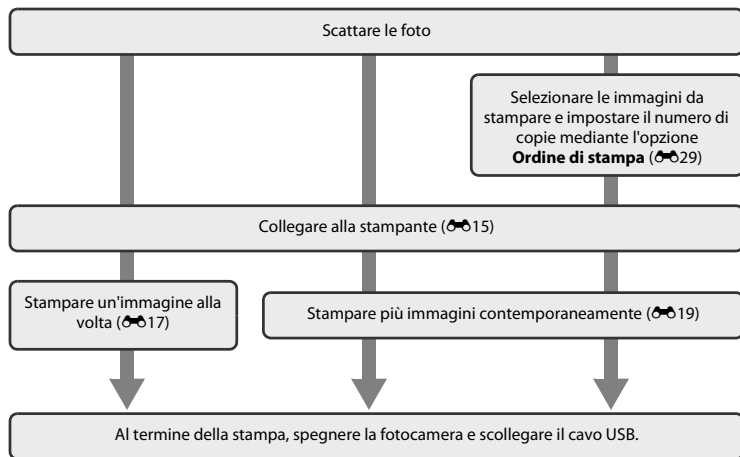 Scattare le foto
Selezionare le immagini da
stampare e impostare il numero di
copie mediante l'opzione
Ordine di stampa (29)
Collegare alla stampante (15)
Stampare un'immagine alla
volta (17)
Stampare più immagini contemporaneamente (19)
Al termine della stampa, spegnere la fotocamera e scollegare il cavo USB.